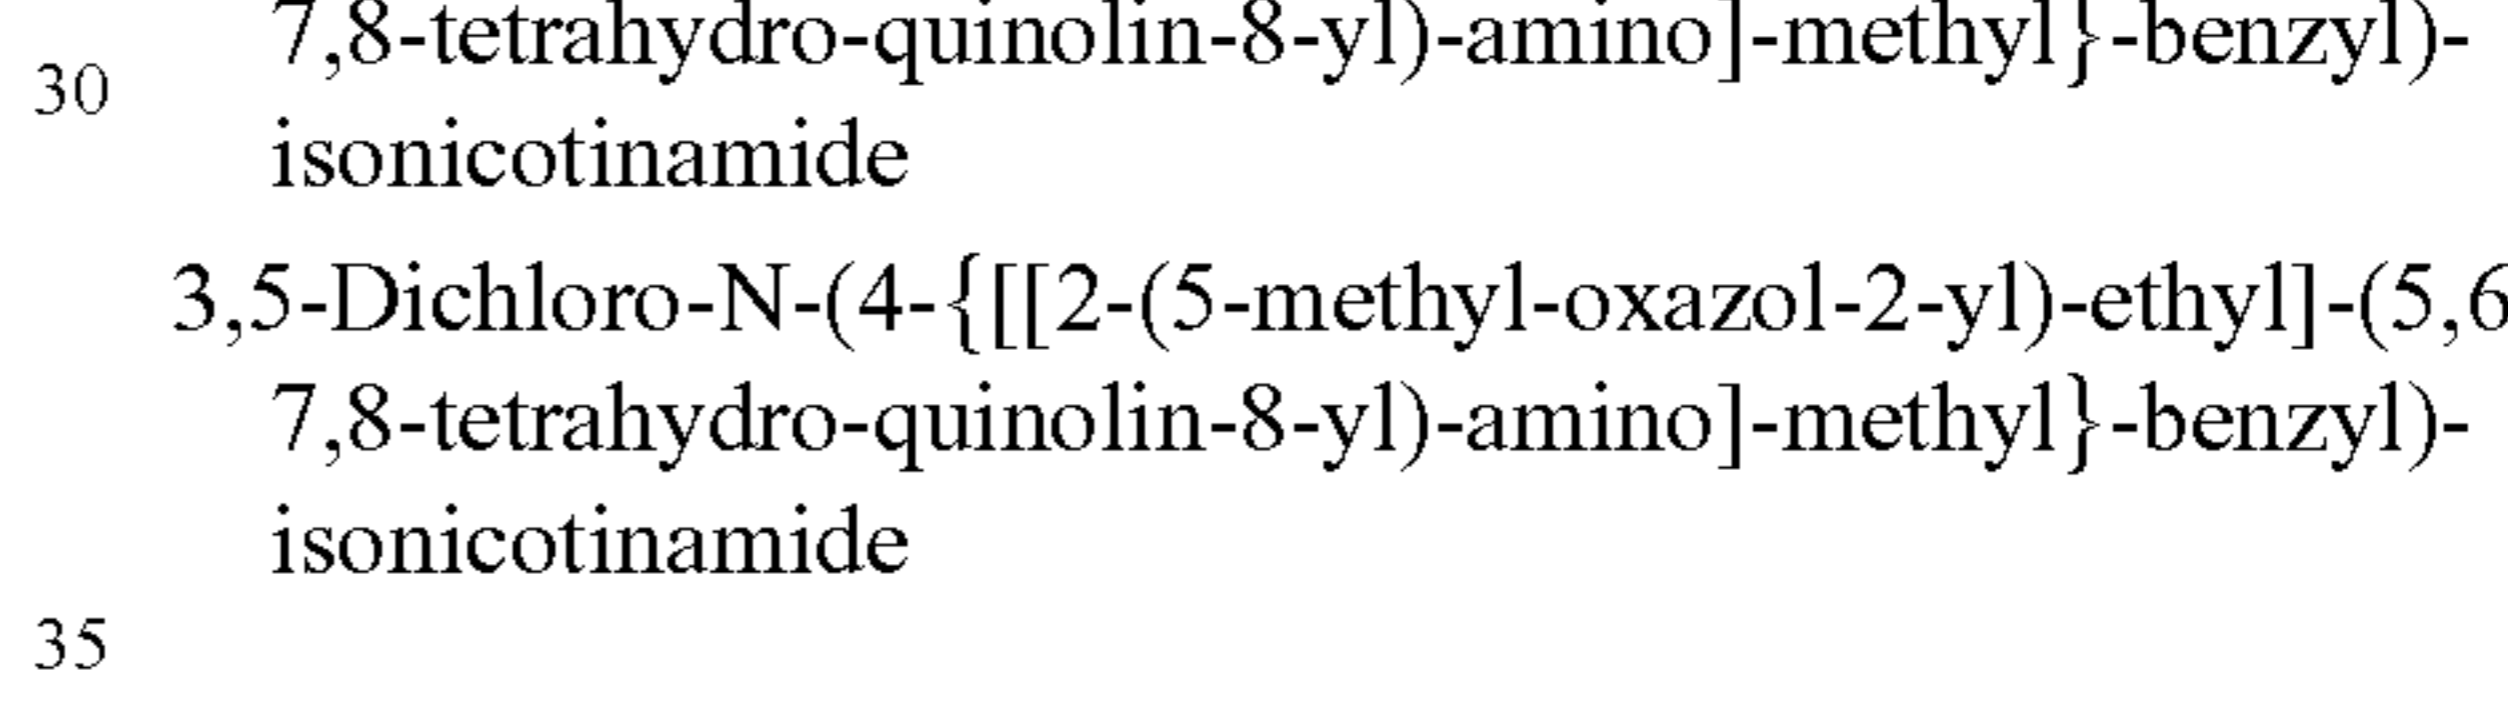 7,8-tetrahydro-quinolin-8-yl)-amino]-methyl}-benzyl)-
30
isonicotinamide
3,5-Dichloro-N-(4-{[[2-(5-methyl-oxazol-2-yl)-ethyl]-(5,6
7,8-tetrahydro-quinolin-8-yl)-amino]-methyl}-benzyl)-
isonicotinamide
35